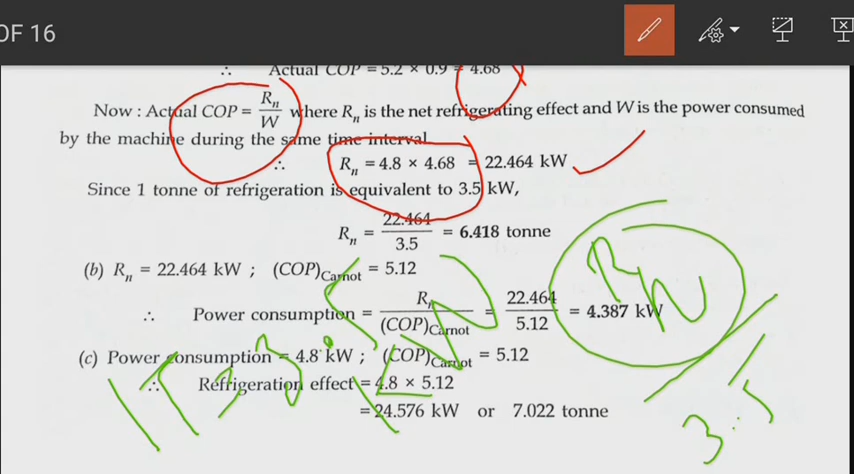 OF 16
∴ Actual COP = 5.2 × 0.9 = 4.68
Now : Actual COP = Rn/W where Rn is the net refrigerating effect and W is the power consumed
by the machine during the same time interval
∴ Rn = 4.8 × 4.68 = 22.464 kW
Since 1 tonne of refrigeration is equivalent to 3.5 kW,
Rn = 22.464/3.5 = 6.418 tonne
(b) Rn = 22.464 kW ; (COP)Carnot = 5.12
∴ Power consumption = Rn/(COP)Carnot = 22.464/5.12 = 4.387 kW
(c) Power consumption = 4.8 kW ; (COP)Carnot = 5.12
∴ Refrigeration effect = 4.8 × 5.12
= 24.576 kW or 7.022 tonne
Rn
3.5